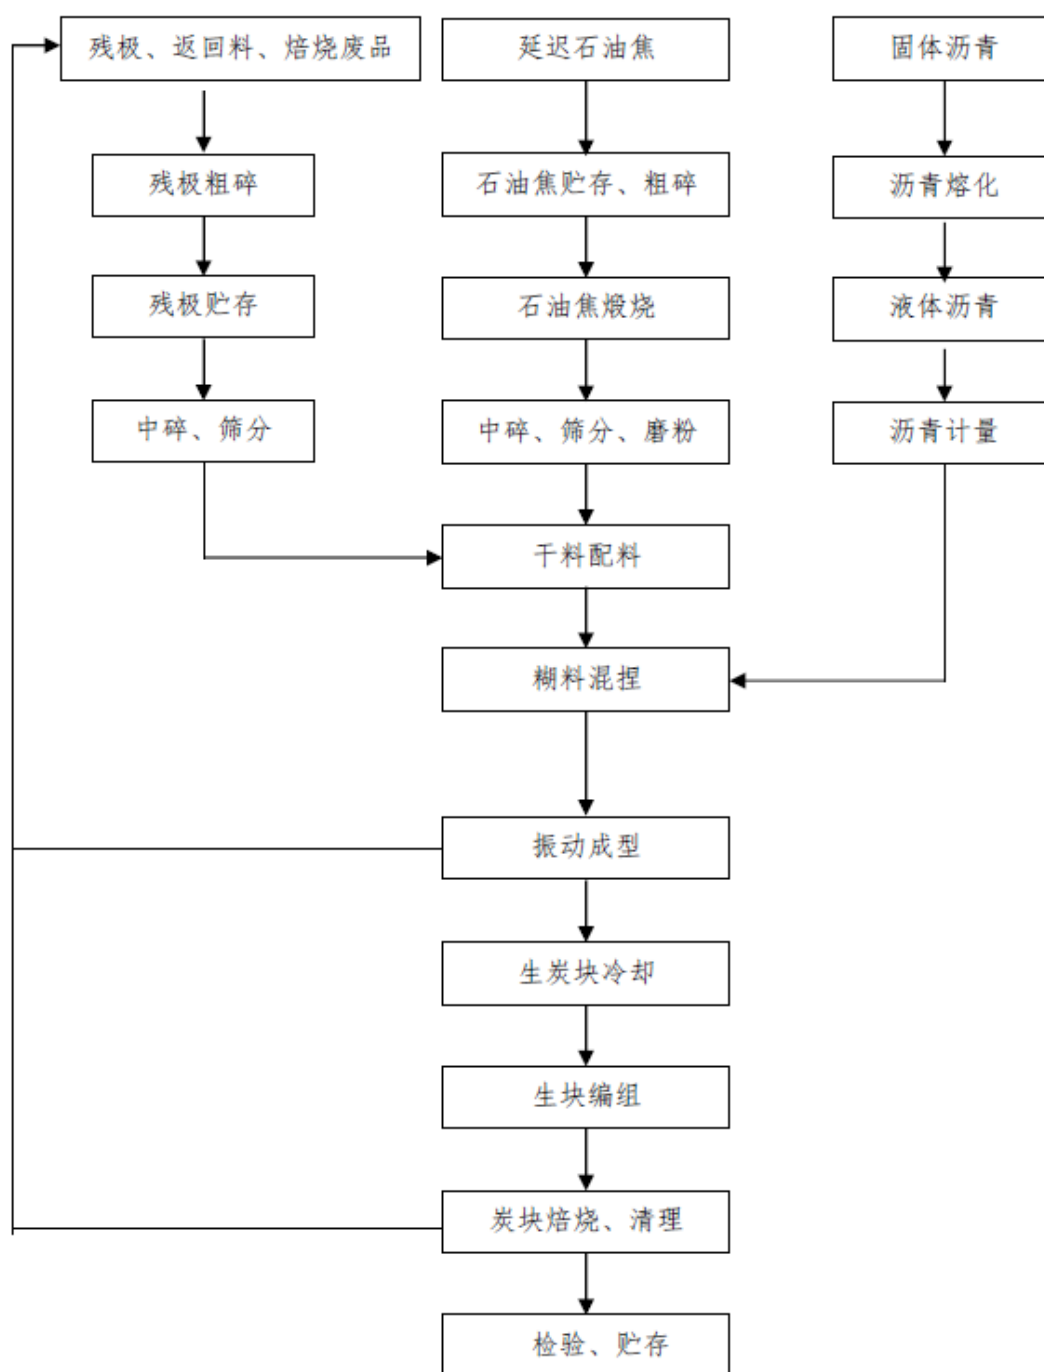 残极、返回料、焙烧废品
延迟石油焦
固体沥青
残极粗碎
石油焦贮存、粗碎
沥青熔化
残极贮存
石油焦煅烧
液体沥青
中碎、筛分
中碎、筛分、磨粉
沥青计量
干料配料
糊料混捏
振动成型
生炭块冷却
生块编组
炭块焙烧、清理
检验、贮存